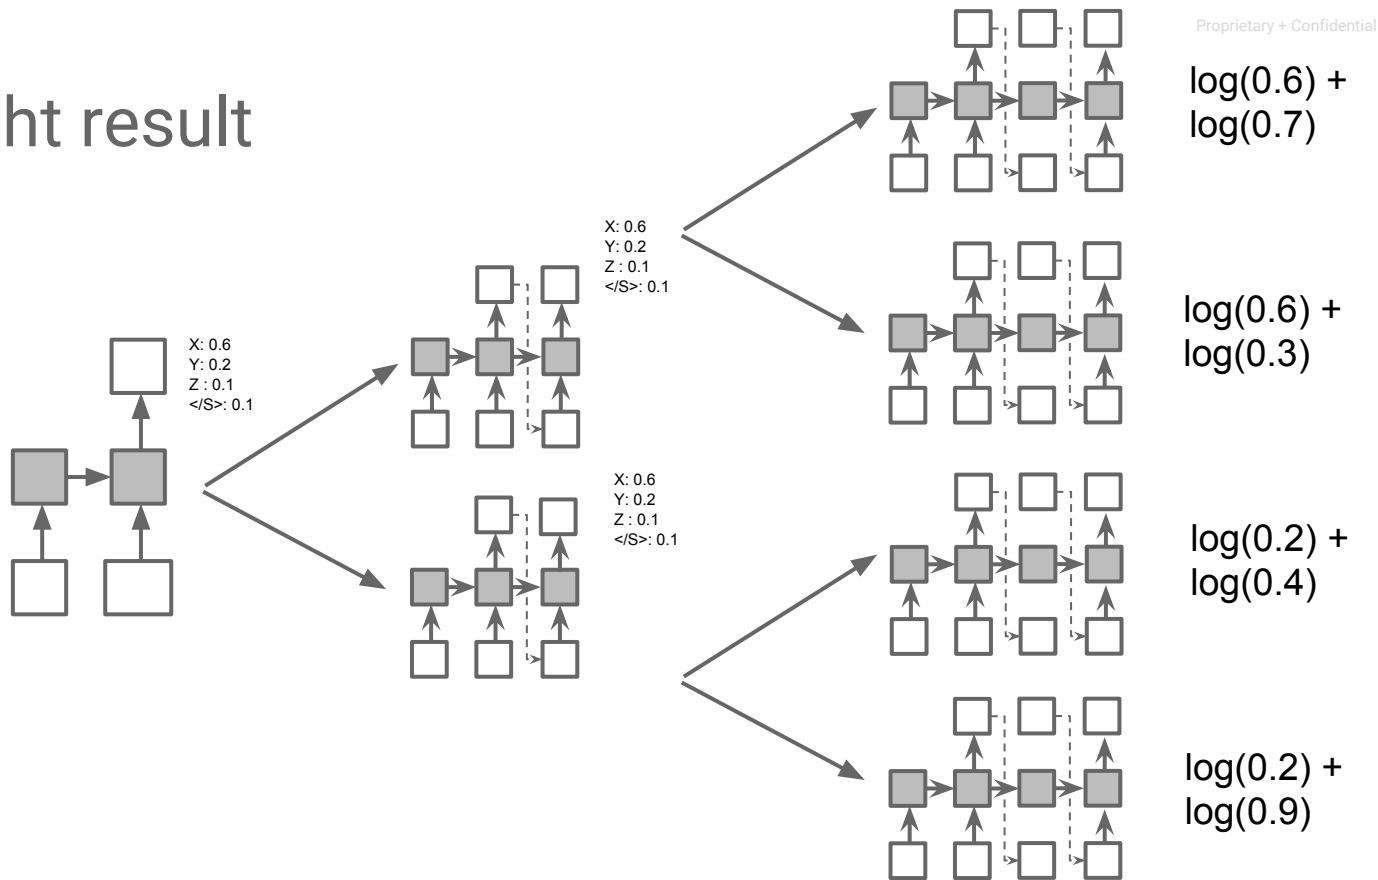 Proprietary + Confidential
ht result
log(0.6) +
log(0.7)
X: 0.6
Y: 0.2
Z : 0.1
</S>: 0.1
log(0.6) +
log(0.3)
X: 0.6
Y: 0.2
Z : 0.1
</S>: 0.1
X: 0.6
Y: 0.2
Z : 0.1
</S>: 0.1
log(0.2) +
log(0.4)
log(0.2) +
log(0.9)